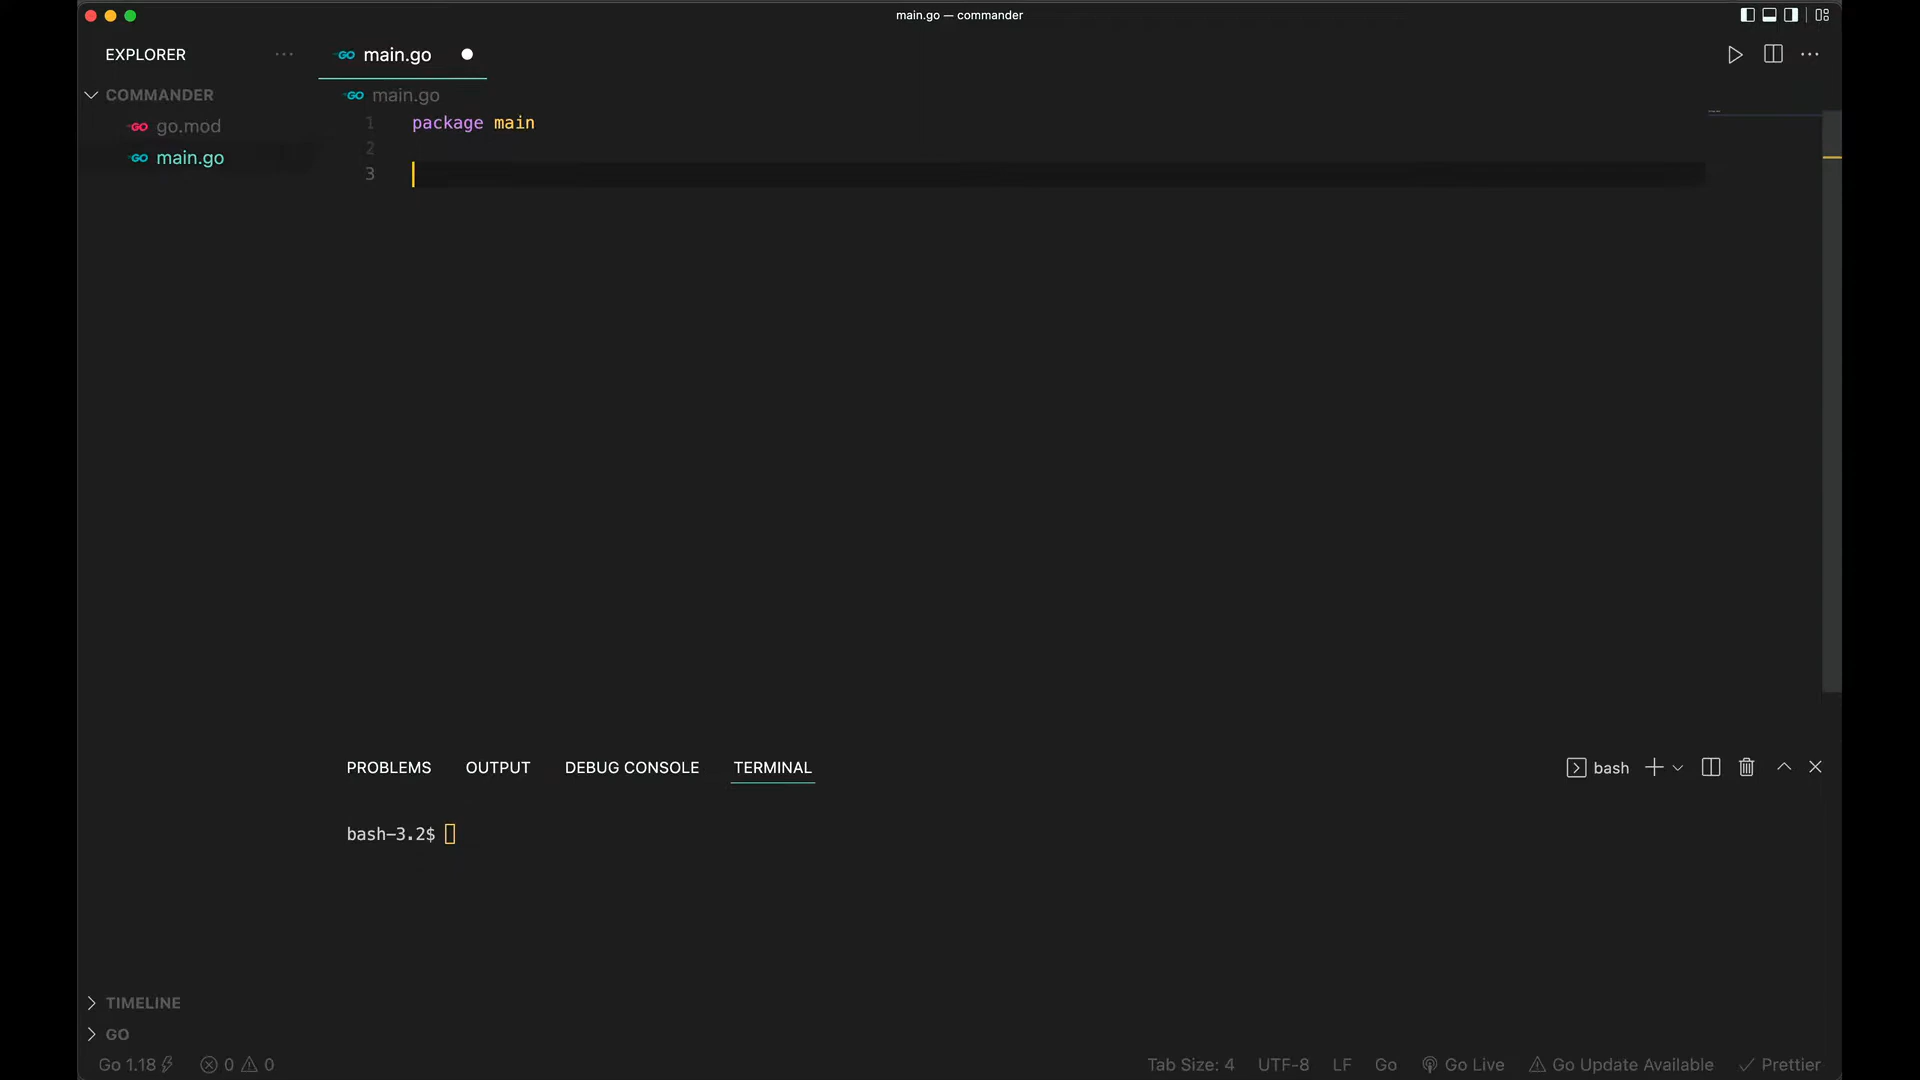 main.go — commander
EXPLORER
main.go
COMMANDER
main.go
go.mod
main.go
1 package main
2
3
PROBLEMS OUTPUT DEBUG CONSOLE TERMINAL
bash
bash-3.2$
TIMELINE
GO
Go 1.18 0 0 Tab Size: 4 UTF-8 LF Go Go Live Go Update Available Prettier